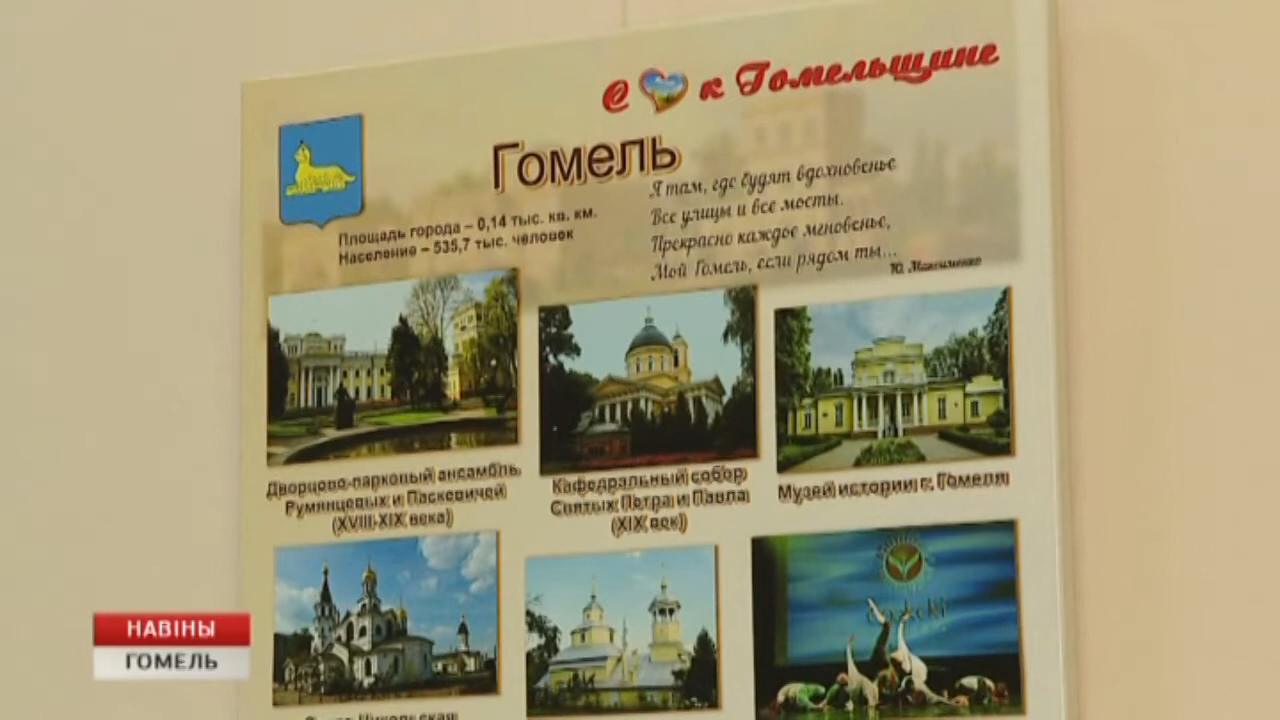 С к Гомельщине
Гомель
Площадь города – 0,14 тыс. кв. км.
Население – 535,7 тыс. человек
Я там, где будят вдохновенье
Все улицы и все мосты.
Прекрасно каждое мгновенье,
Мой Гомель, если рядом ты...
Ю. Максименко
Дворцово-парковый ансамбль
Румянцевых и Паскевичей
(XVIII-XIX века)
Кафедральный собор
Святых Петра и Павла
(XIX век)
Музей истории г. Гомеля
Никольская
НАВІНЫ
ГОМЕЛЬ